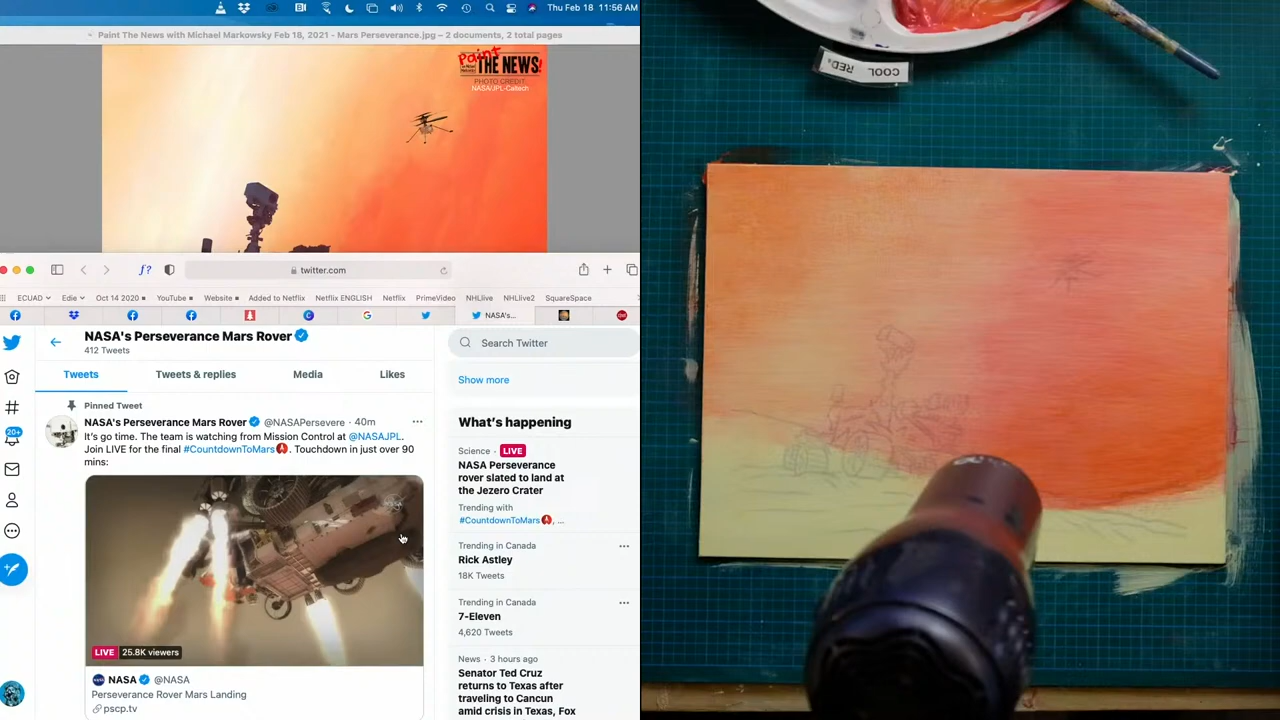 Thu Feb 18 11:56 AM
Paint The News with Michael Markowsky Feb 18, 2021 - Mars Perseverance.jpg – 2 documents, 2 total pages
Paint
THE NEWS!
PHOTO CREDIT:
NASA/JPL-Caltech
COOL REDs
twitter.com
ECUAD
Edie
Oct 14 2020
YouTube
Website
Added to Netflix
Netflix ENGLISH
Netflix
PrimeVideo
NHLlive
NHLlive2
SquareSpace
NASA's...
NASA's Perseverance Mars Rover
412 Tweets
Tweets
Tweets & replies
Media
Likes
Pinned Tweet
NASA's Perseverance Mars Rover @NASAPersevere · 40m
It's go time. The team is watching from Mission Control at @NASAJPL.
Join LIVE for the final #CountdownToMars. Touchdown in just over 90
mins:
LIVE 25.8K viewers
NASA @NASA
Perseverance Rover Mars Landing
pscp.tv
20+
Search Twitter
Show more
What's happening
Science · LIVE
NASA Perseverance
rover slated to land at
the Jezero Crater
Trending with
#CountdownToMars, ...
Trending in Canada
Rick Astley
18K Tweets
Trending in Canada
7-Eleven
4,620 Tweets
News · 3 hours ago
Senator Ted Cruz
returns to Texas after
traveling to Cancun
amid crisis in Texas, Fox